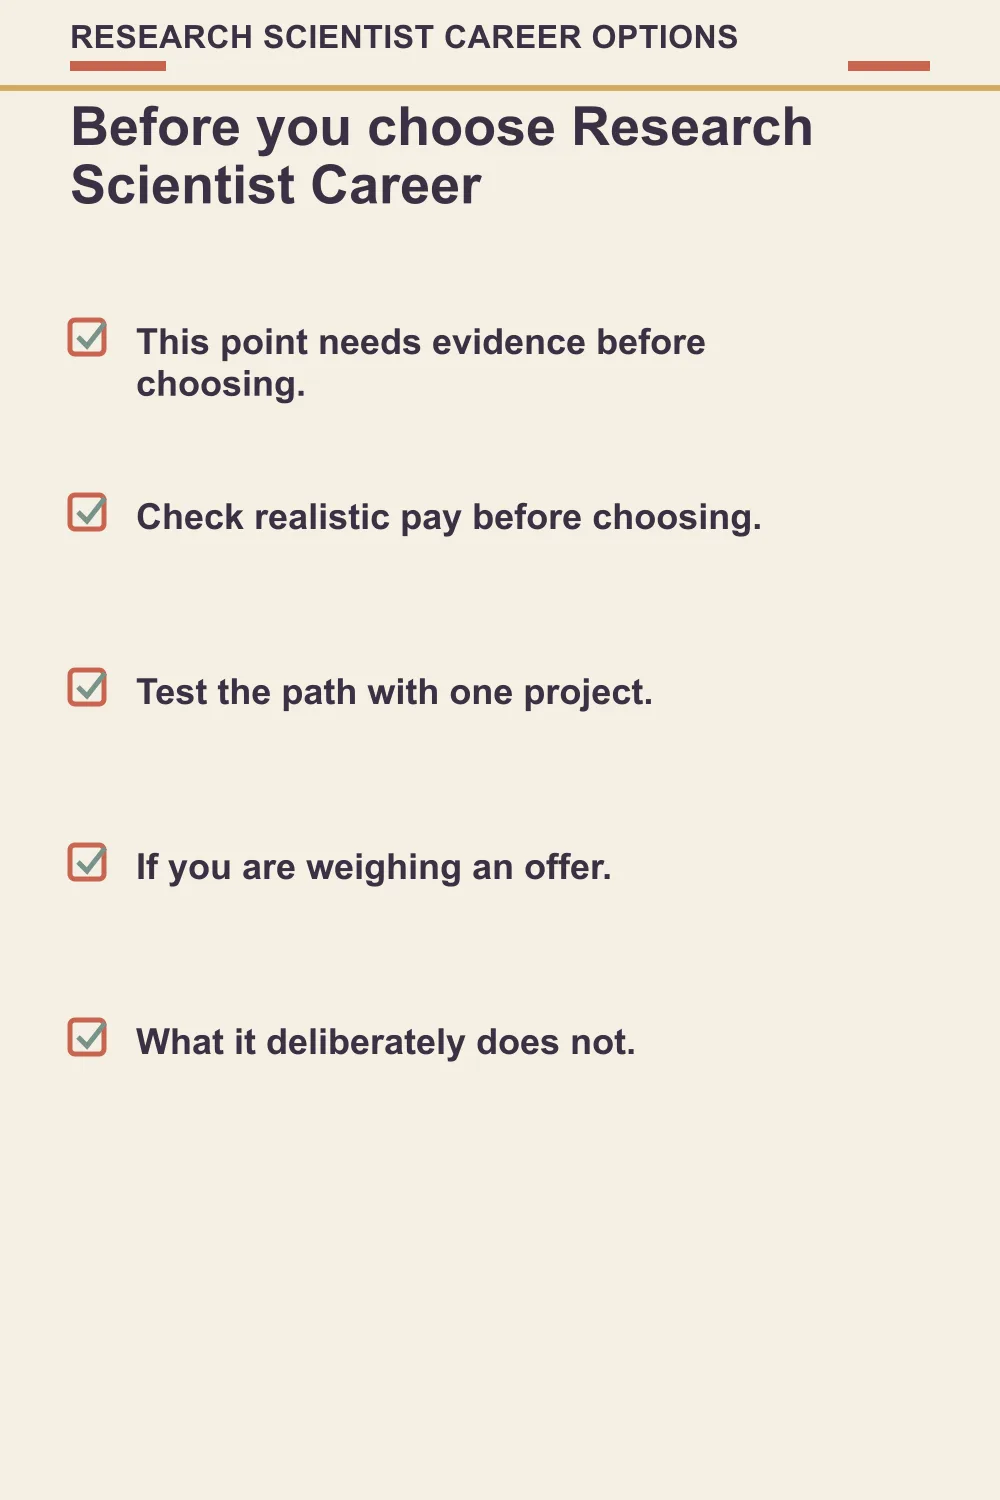 RESEARCH SCIENTIST CAREER OPTIONS
Before you choose Research
Scientist Career
This point needs evidence before
choosing.
Check realistic pay before choosing.
Test the path with one project.
If you are weighing an offer.
What it deliberately does not.